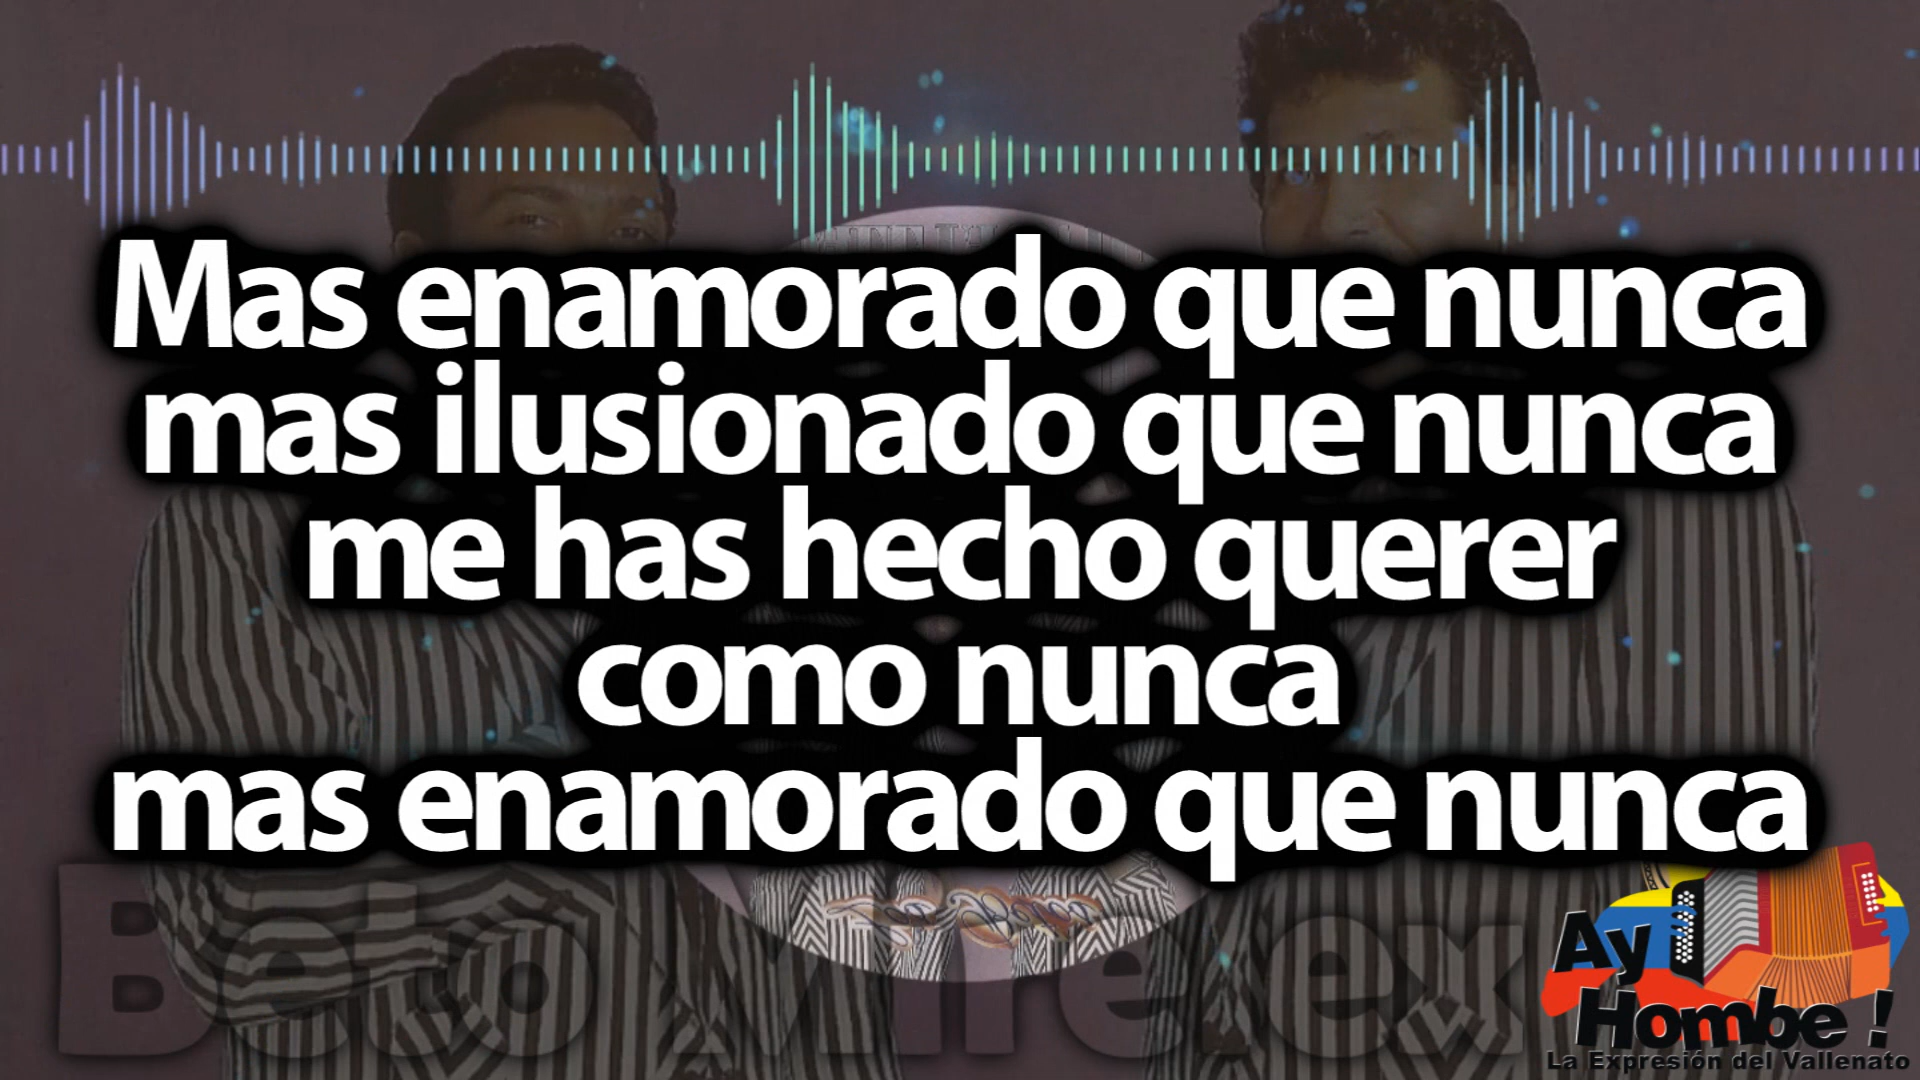 Mas enamorado que nunca
mas ilusionado que nunca
me has hecho querer
como nunca
mas enamorado que nunca
Beto
Ay
Hombe !
La Expresión del Vallenato